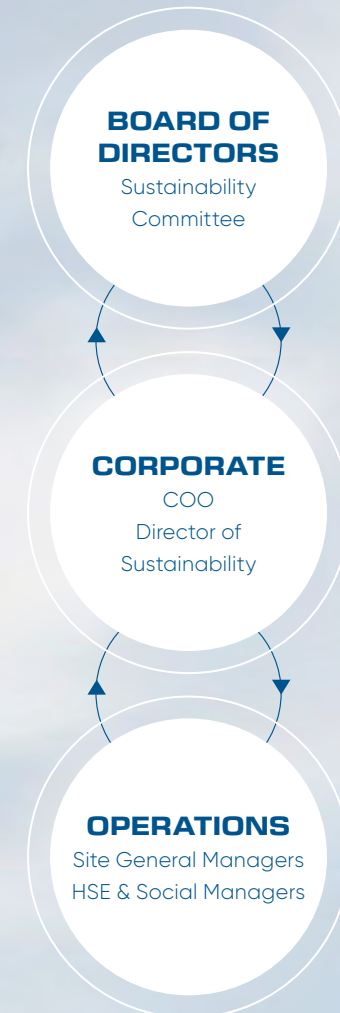 BOARD OF
DIRECTORS
Sustainability
Committee
CORPORATE
COO
Director of
Sustainability
OPERATIONS
Site General Managers
HSE & Social Managers